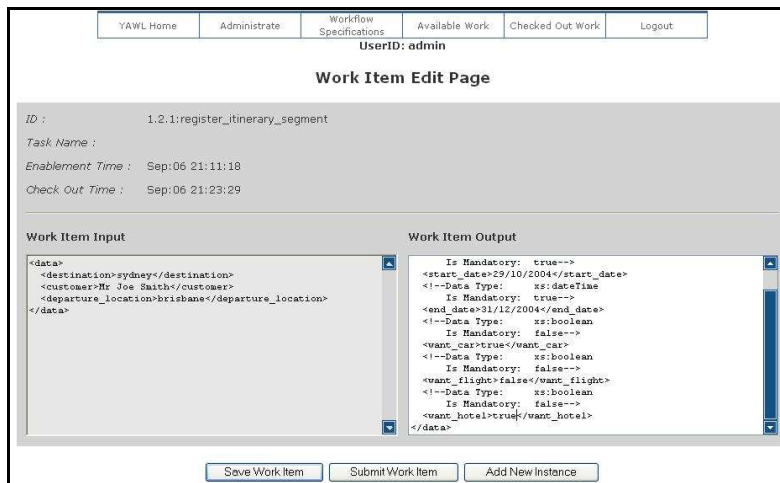 YAWL Home Administrate Workflow Specifications Available Work Checked Out Work Logout
UserID: admin
Work Item Edit Page
ID : 1.2.1:register_itinerary_segment
Task Name :
Enablement Time : Sep:06 21:11:18
Check Out Time : Sep:06 21:23:29
Work Item Input
<data>
<destination>sydney</destination>
<customer>Mr Joe Smith</customer>
<departure_location>brisbane</departure_location>
</data>
Work Item Output
Is Mandatory: true-->
<start_date>29/10/2004</start_date>
<!--Data Type: xs:dateTime
Is Mandatory: true-->
<end_date>31/12/2004</end_date>
<!--Data Type: xs:boolean
Is Mandatory: false-->
<want_car>true</want_car>
<!--Data Type: xs:boolean
Is Mandatory: false-->
<want_flight>false</want_flight>
<!--Data Type: xs:boolean
Is Mandatory: false-->
<want_hotel>true</want_hotel>
</data>
Save Work Item Submit Work Item Add New Instance